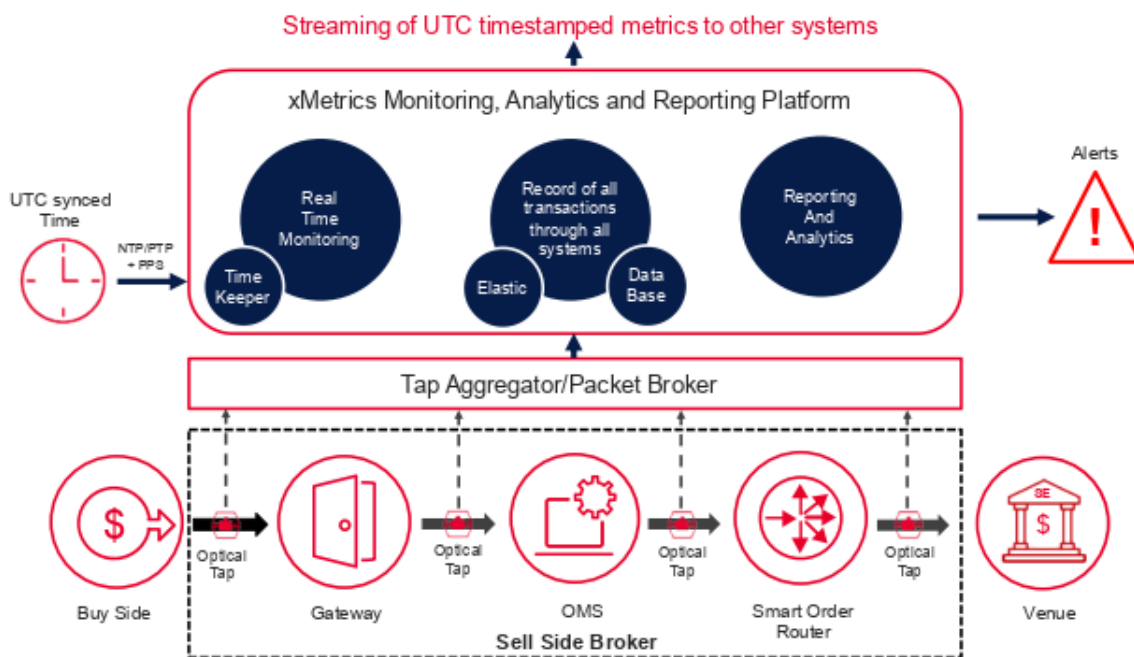 Streaming of UTC timestamped metrics to other systems
xMetrics Monitoring, Analytics and Reporting Platform
Real
Time
Monitoring
Time
Keeper
Record of all
transactions
through all
systems
Elastic
Data
Base
Reporting
And
Analytics
Alerts
!
UTC synced
Time
NTP/PTP
+ PPS
Tap Aggregator/Packet Broker
$
Buy Side
Optical
Tap
Gateway
Optical
Tap
OMS
Optical
Tap
Smart Order
Router
Optical
Tap
SE
$
Venue
Sell Side Broker